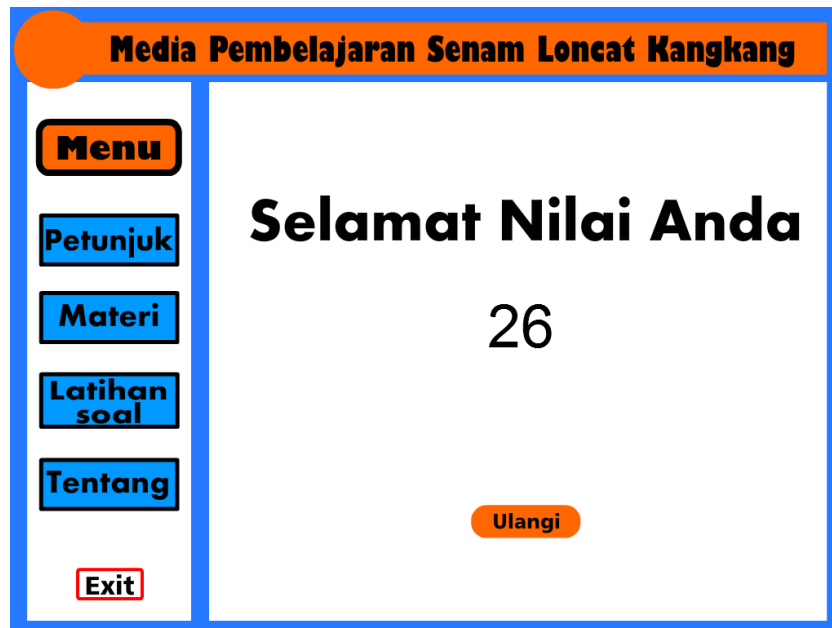 Media Pembelajaran Senam Loncat Kangkang
Menu
Petunjuk
Materi
Latihan
soal
Tentang
Exit
Selamat Nilai Anda
26
Ulangi